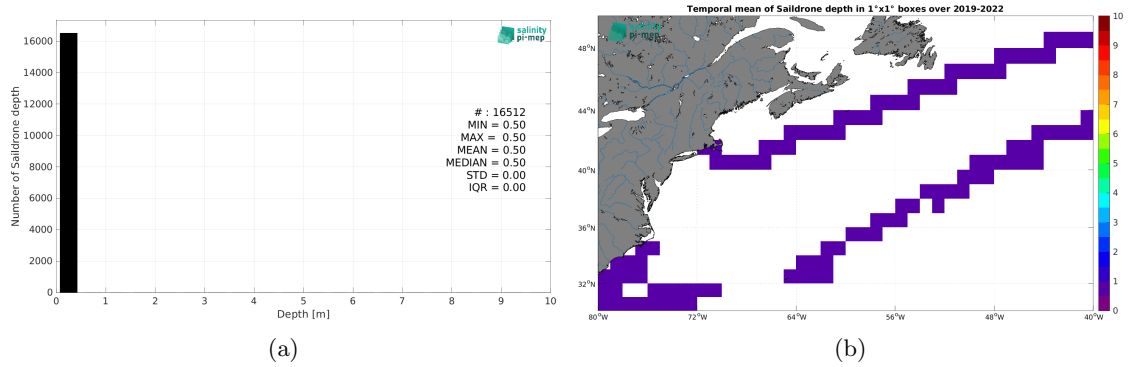 salinity
pi-mep
16000
14000
12000
10000
8000
6000
4000
2000
0
Number of Saildrone depth
# : 16512
MIN = 0.50
MAX = 0.50
MEAN = 0.50
MEDIAN = 0.50
STD = 0.00
IQR = 0.00
0 1 2 3 4 5 6 7 8 9 10
Depth [m]
(a)
Temporal mean of Saildrone depth in 1°x1° boxes over 2019-2022
salinity
pi-mep
48°N
44°N
40°N
36°N
32°N
80°W 72°W 64°W 56°W 48°W 40°W
10
9
8
7
6
5
4
3
2
1
0
(b)